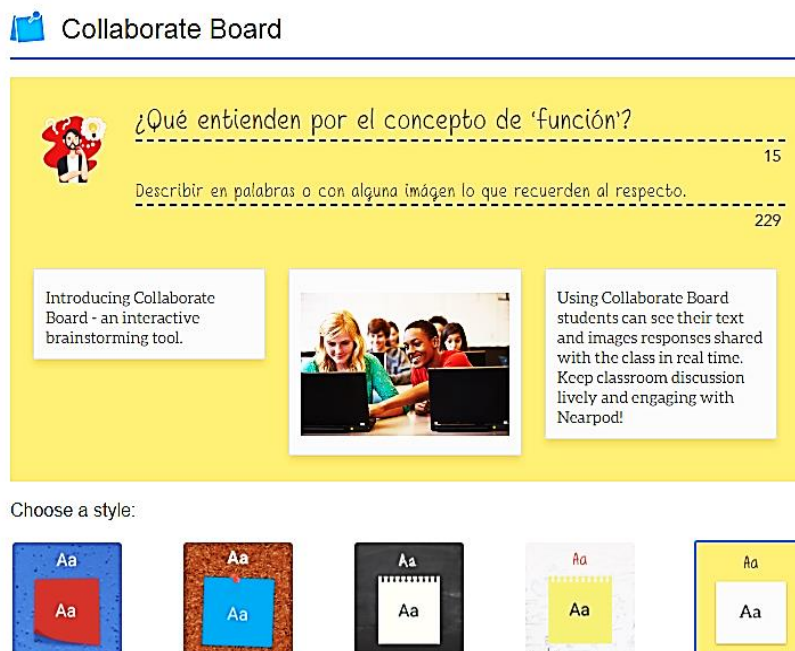 Collaborate Board
¿Qué entienden por el concepto de ‘función’?
15
Describir en palabras o con alguna imágen lo que recuerden al respecto.
229
Introducing Collaborate
Board - an interactive
brainstorming tool.
Using Collaborate Board
students can see their text
and images responses shared
with the class in real time.
Keep classroom discussion
lively and engaging with
Nearpod!
Choose a style:
Aa
Aa
Aa
Aa
Aa
Aa
Aa
Aa
Aa
Aa